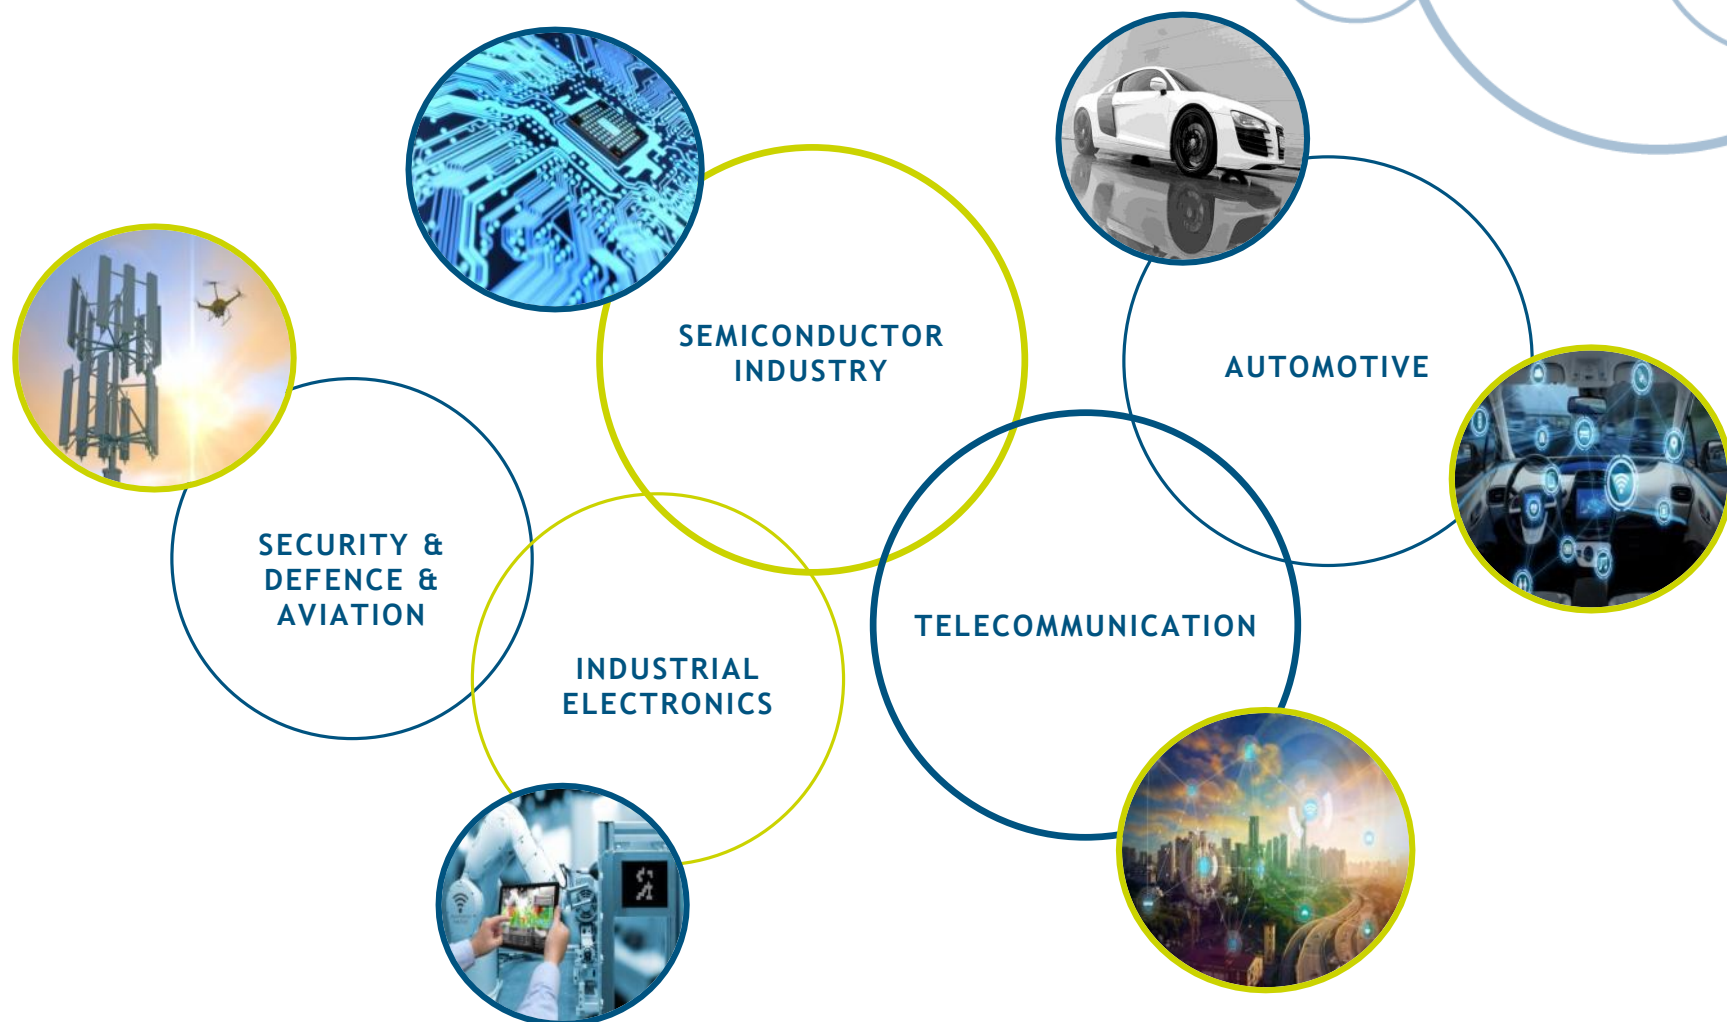 SEMICONDUCTOR
INDUSTRY
AUTOMOTIVE
SECURITY &
DEFENCE &
AVIATION
TELECOMMUNICATION
INDUSTRIAL
ELECTRONICS